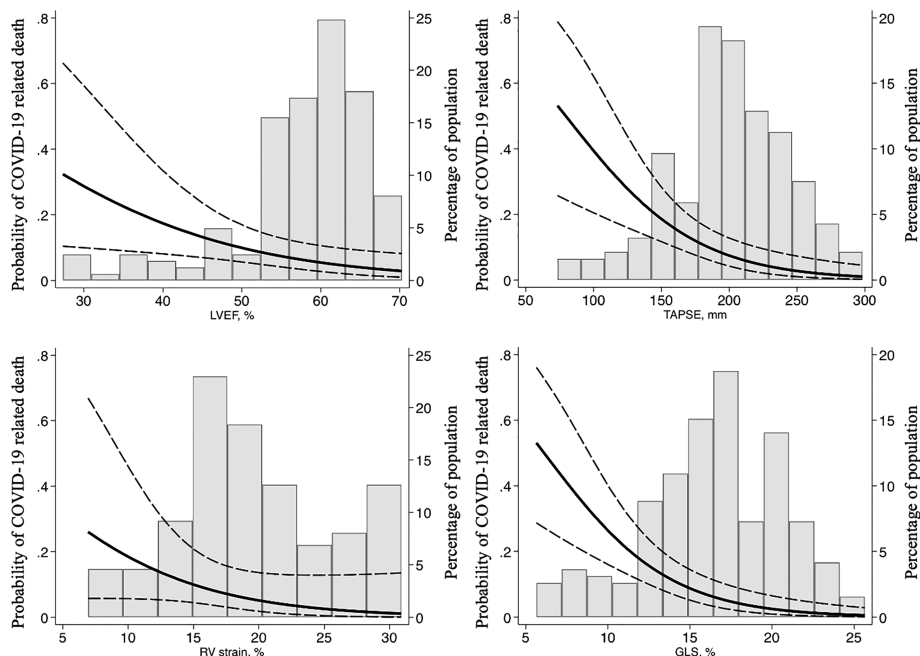 Probability of COVID-19 related death
.8
.6
.4
.2
0
25
20
15
10
5
0
Percentage of population
30 40 50 60 70
LVEF, %
Probability of COVID-19 related death
.8
.6
.4
.2
0
20
15
10
5
0
Percentage of population
50 100 150 200 250 300
TAPSE, mm
Probability of COVID-19 related death
.8
.6
.4
.2
0
25
20
15
10
5
0
Percentage of population
5 10 15 20 25 30
RV strain, %
Probability of COVID-19 related death
.8
.6
.4
.2
0
20
15
10
5
0
Percentage of population
5 10 15 20 25
GLS, %